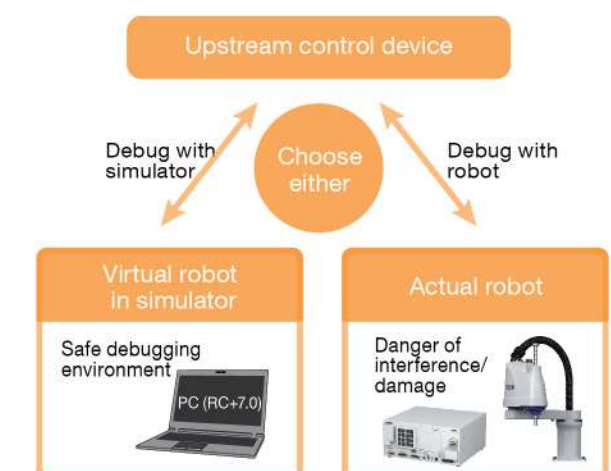 Upstream control device
Debug with
simulator
Choose
either
Debug with
robot
Virtual robot
in simulator
Safe debugging
environment
PC (RC+7.0)
Actual robot
Danger of
interference/
damage